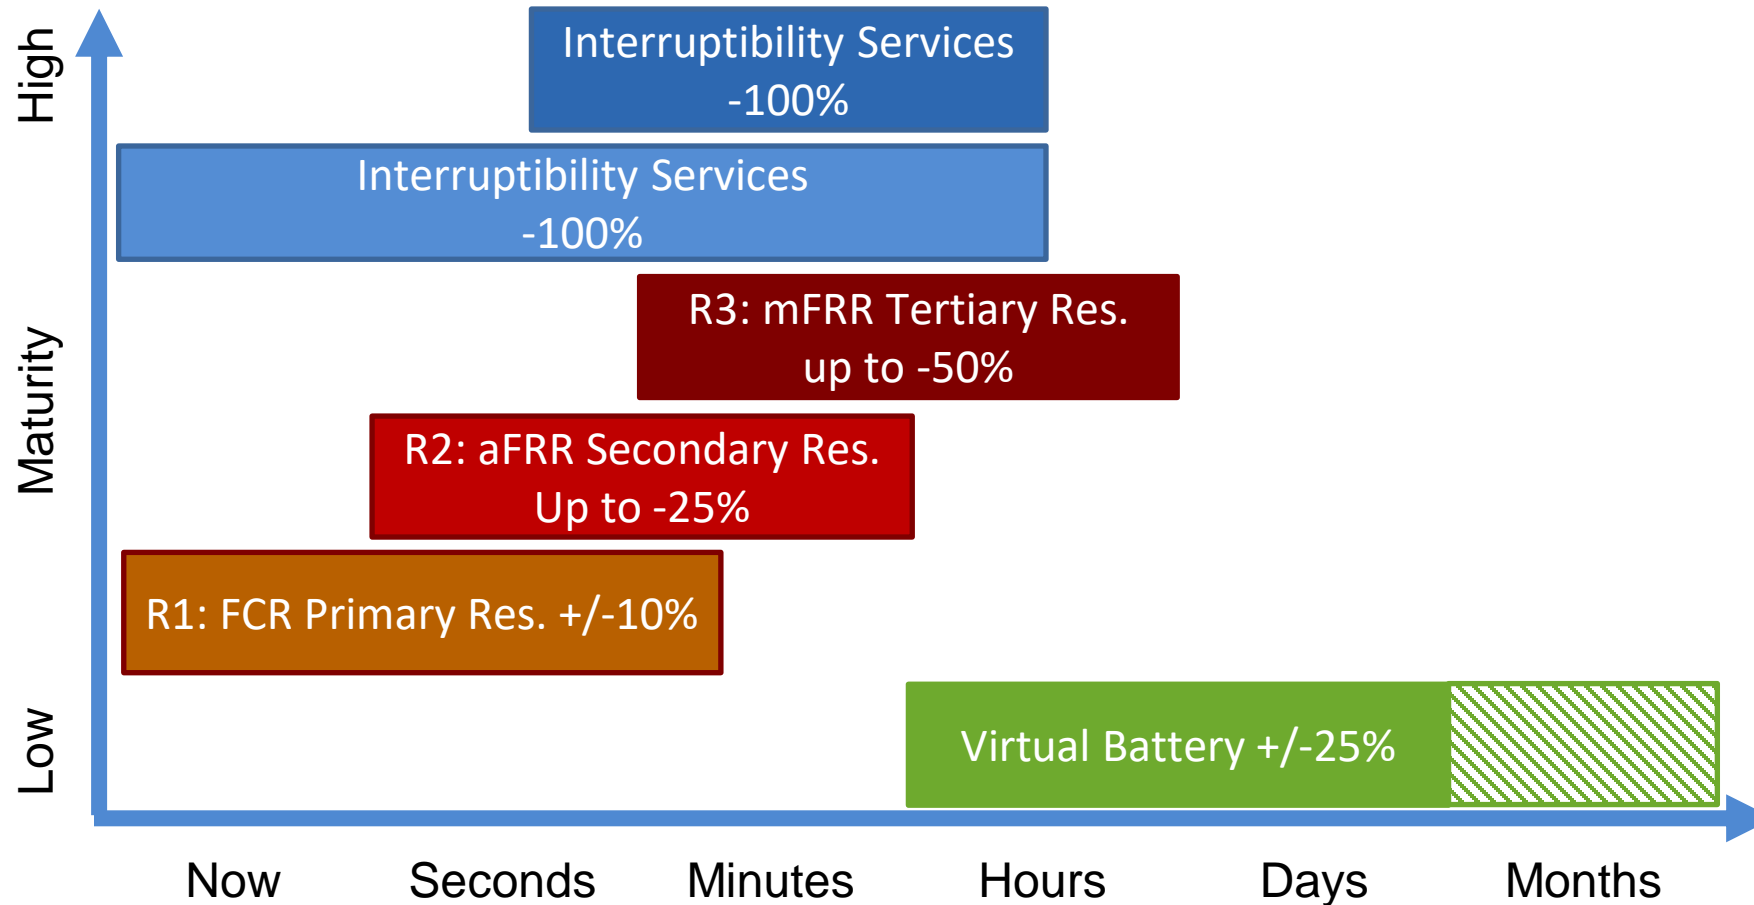 High
Interruptibility Services
-100%
Interruptibility Services
-100%
Maturity
R3: mFRR Tertiary Res.
up to -50%
R2: aFRR Secondary Res.
Up to -25%
R1: FCR Primary Res. +/-10%
Low
Virtual Battery +/-25%
Now Seconds Minutes Hours Days Months